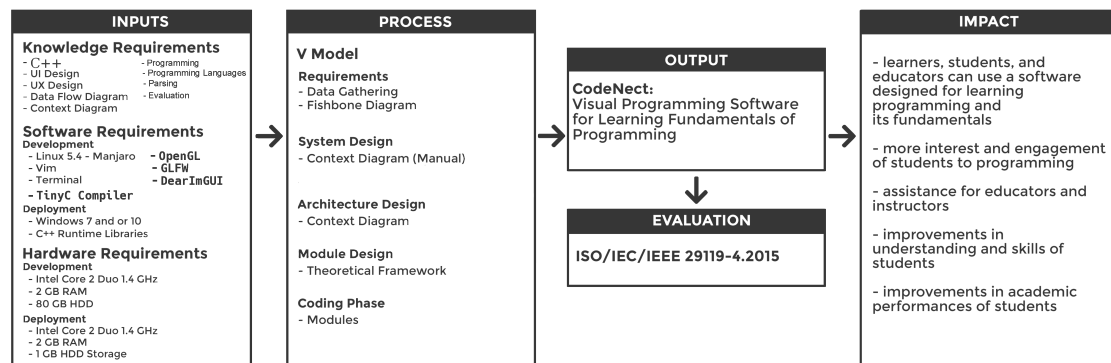 INPUTS
Knowledge Requirements
- C++
- UI Design
- UX Design
- Data Flow Diagram
- Context Diagram
- Programming
- Programming Languages
- Parsing
- Evaluation
Software Requirements
Development
- Linux 5.4 - Manjaro
- Vim
- Terminal
- TinyC Compiler
- OpenGL
- GLFW
- DearImGUI
Deployment
- Windows 7 and or 10
- C++ Runtime Libraries
Hardware Requirements
Development
- Intel Core 2 Duo 1.4 GHz
- 2 GB RAM
- 80 GB HDD
Deployment
- Intel Core 2 Duo 1.4 GHz
- 2 GB RAM
- 1 GB HDD Storage
PROCESS
V Model
Requirements
- Data Gathering
- Fishbone Diagram
System Design
- Context Diagram (Manual)
Architecture Design
- Context Diagram
Module Design
- Theoretical Framework
Coding Phase
- Modules
OUTPUT
CodeNect:
Visual Programming Software
for Learning Fundamentals of
Programming
EVALUATION
ISO/IEC/IEEE 29119-4.2015
IMPACT
- learners, students, and
educators can use a software
designed for learning
programming and
its fundamentals
- more interest and engagement
of students to programming
- assistance for educators and
instructors
- improvements in
understanding and skills of
students
- improvements in academic
performances of students